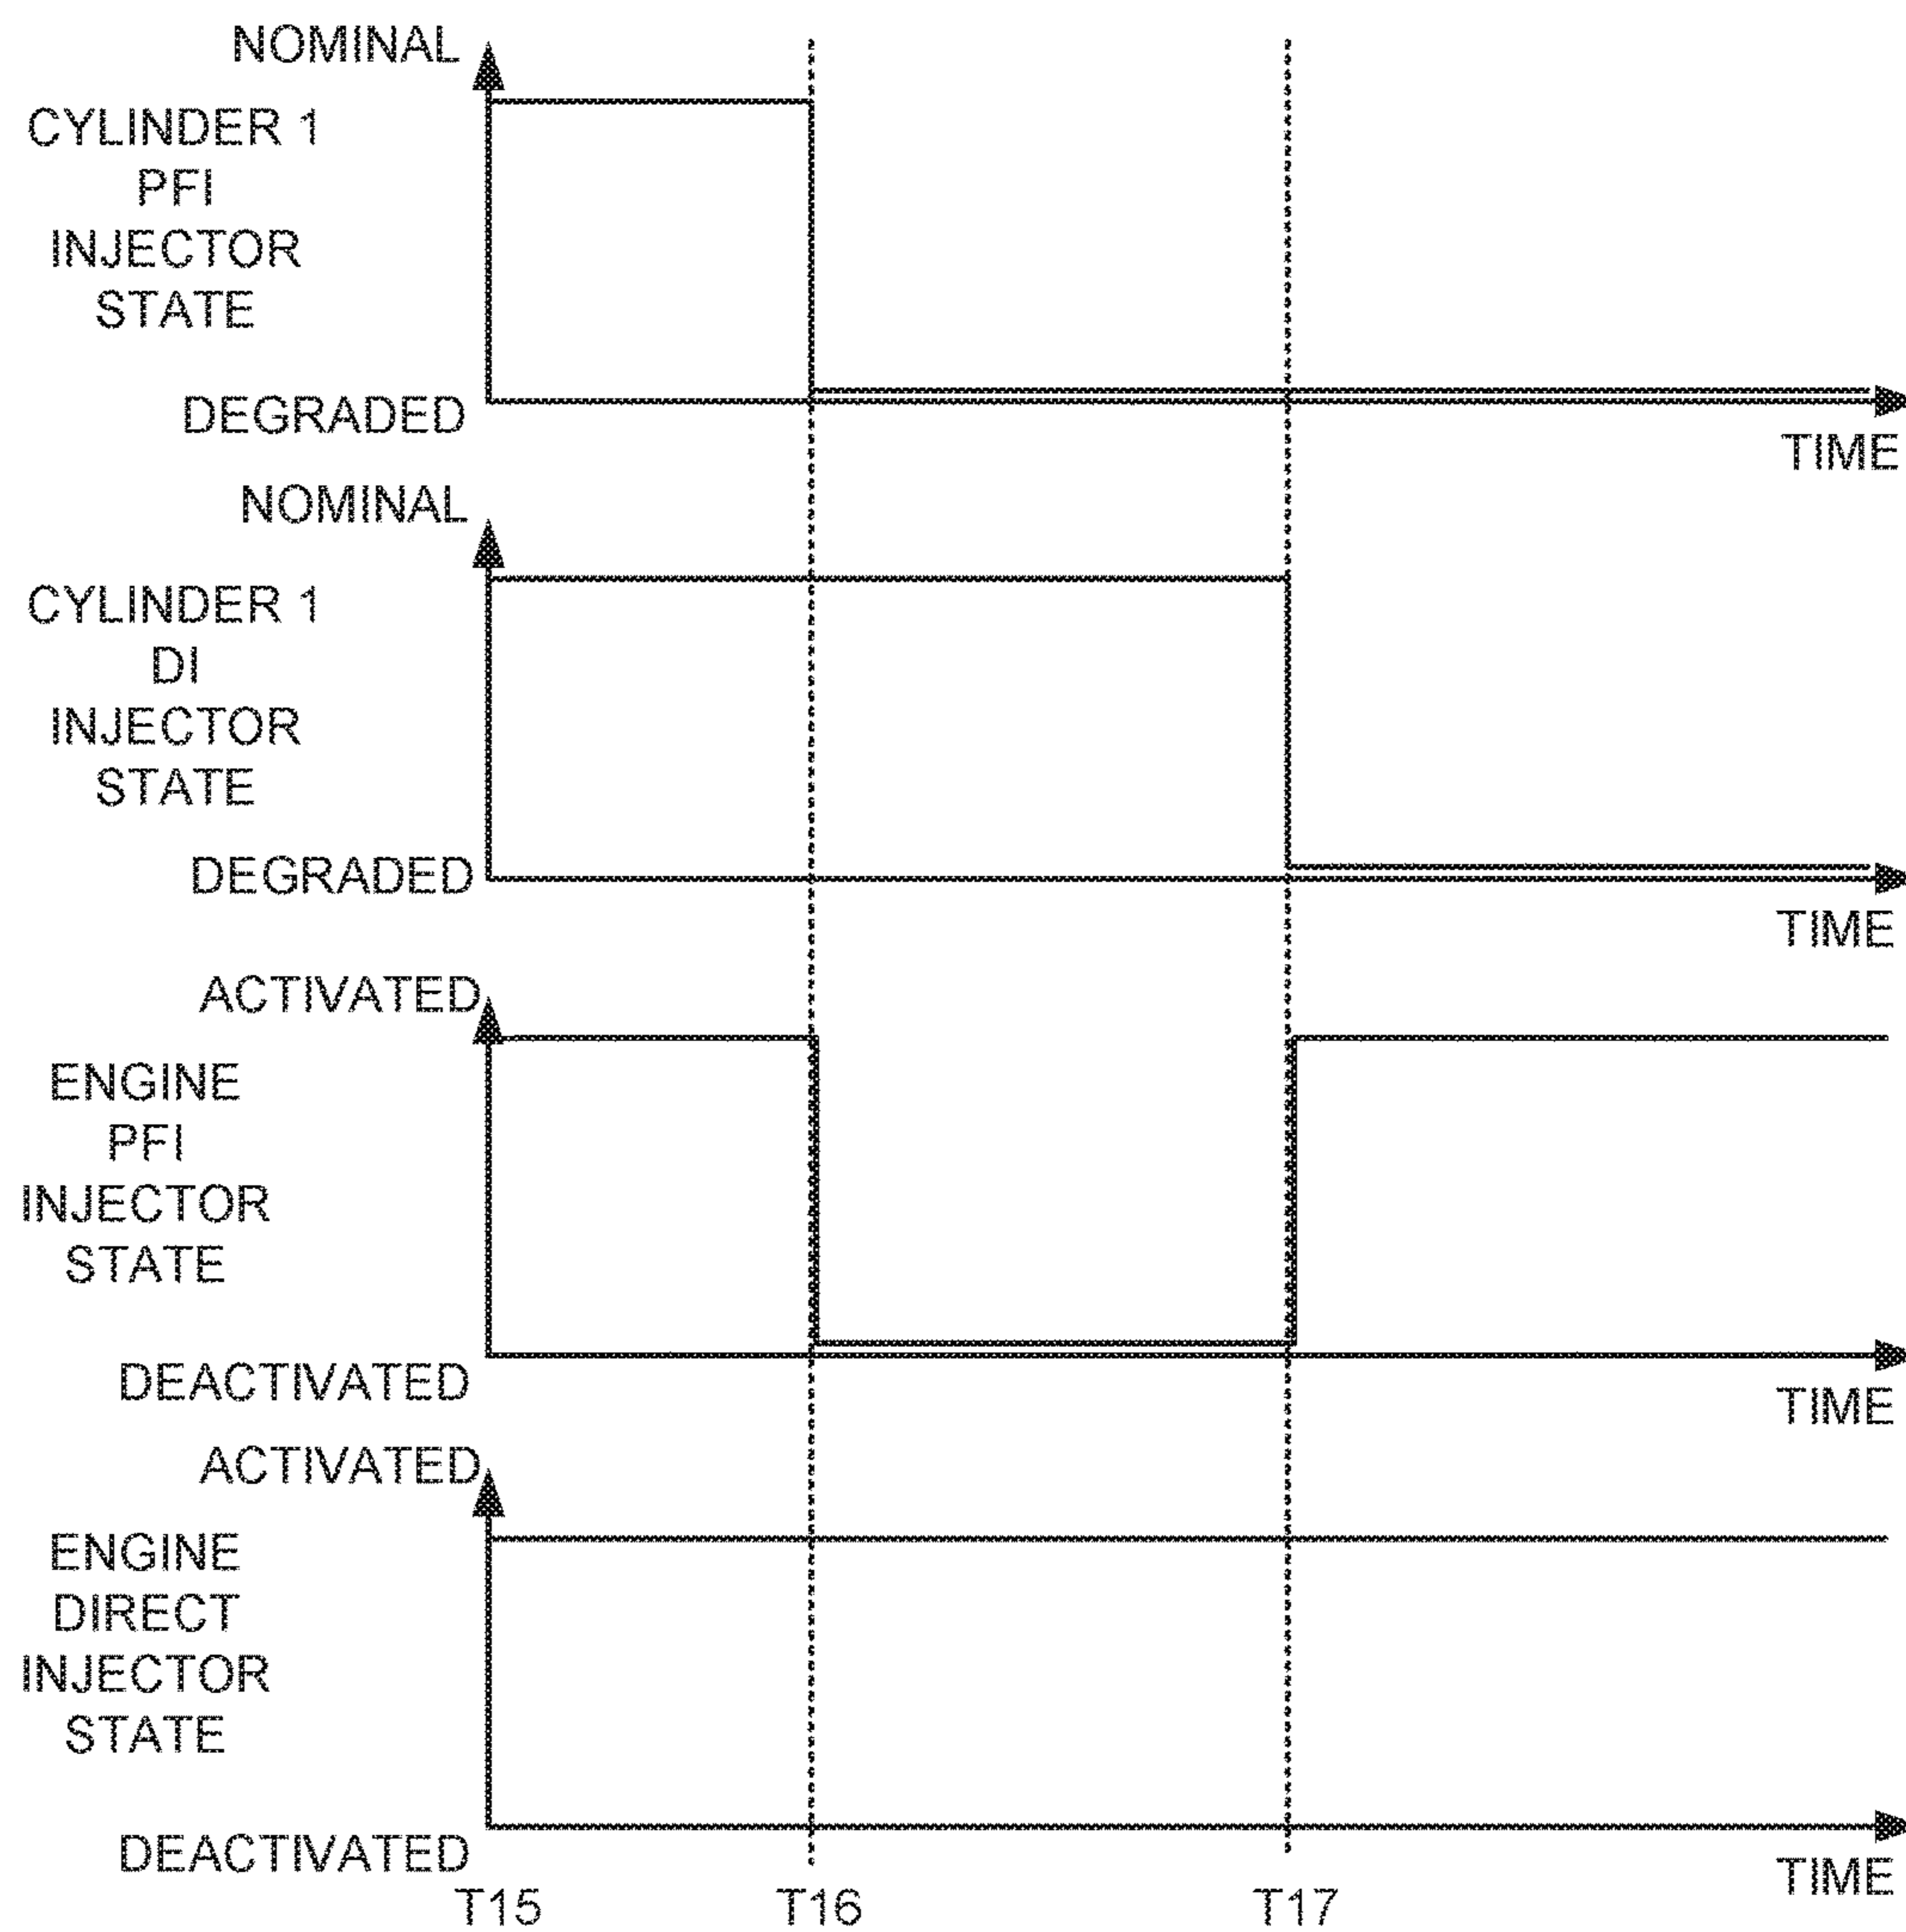 NOMINAL
CYLINDER 1
PFI
INJECTOR
STATE
DEGRADED
TIME
NOMINAL
CYLINDER 1
DI
INJECTOR
STATE
DEGRADED
TIME
ACTIVATED
ENGINE
PFI
INJECTOR
STATE
DEACTIVATED
TIME
ACTIVATED
ENGINE
DIRECT
INJECTOR
STATE
DEACTIVATED
TIME
T15 T16 T17